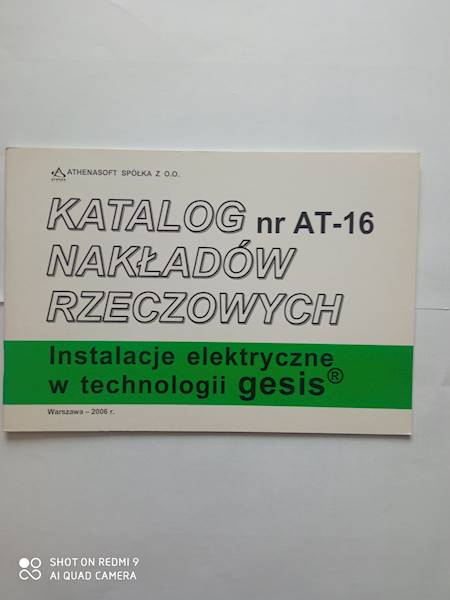 ATHENASOFT SPÓŁKA Z O.O.
KATALOG nr AT-16
NAKŁADÓW
RZECZOWYCH
Instalacje elektryczne
w technologii gesis®
Warszawa – 2006 r.
SHOT ON REDMI 9
AI QUAD CAMERA